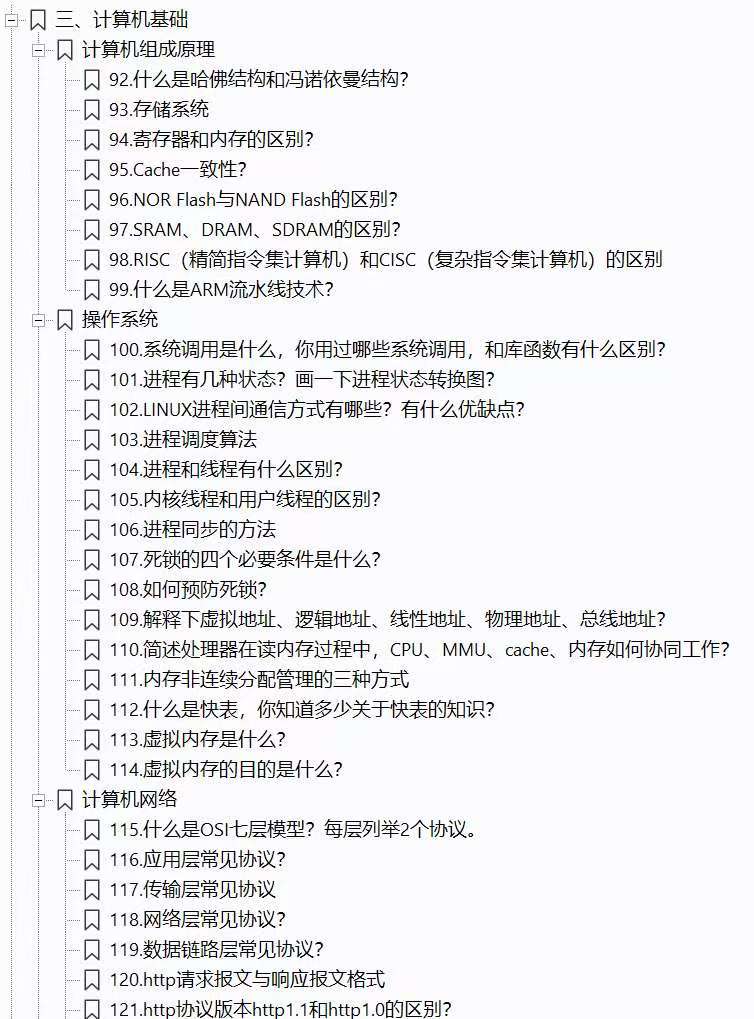 三、计算机基础
计算机组成原理
92.什么是哈佛结构和冯诺依曼结构？
93.存储系统
94.寄存器和内存的区别？
95.Cache一致性？
96.NOR Flash与NAND Flash的区别？
97.SRAM、DRAM、SDRAM的区别？
98.RISC（精简指令集计算机）和CISC（复杂指令集计算机）的区别
99.什么是ARM流水线技术？
操作系统
100.系统调用是什么，你用过哪些系统调用，和库函数有什么区别？
101.进程有几种状态？画一下进程状态转换图？
102.LINUX进程间通信方式有哪些？有什么优缺点？
103.进程调度算法
104.进程和线程有什么区别？
105.内核线程和用户线程的区别？
106.进程同步的方法
107.死锁的四个必要条件是什么？
108.如何预防死锁？
109.解释下虚拟地址、逻辑地址、线性地址、物理地址、总线地址？
110.简述处理器在读内存过程中，CPU、MMU、cache、内存如何协同工作？
111.内存非连续分配管理的三种方式
112.什么是快表，你知道多少关于快表的知识？
113.虚拟内存是什么？
114.虚拟内存的目的是什么？
计算机网络
115.什么是OSI七层模型？每层列举2个协议。
116.应用层常见协议？
117.传输层常见协议
118.网络层常见协议？
119.数据链路层常见协议？
120.http请求报文与响应报文格式
121.http协议版本http1.1和http1.0的区别？